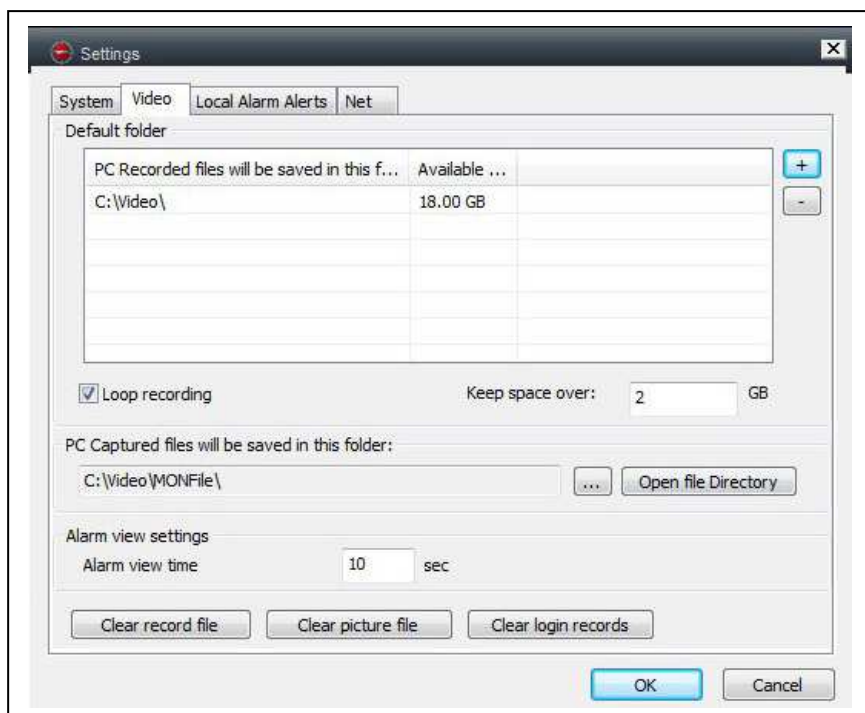 Settings
System Video Local Alarm Alerts Net
Default folder
PC Recorded files will be saved in this f... Available ...
+
C:\Video\ 18.00 GB
-
Loop recording Keep space over: 2 GB
PC Captured files will be saved in this folder:
C:\Video\MONFile\ ... Open file Directory
Alarm view settings
Alarm view time 10 sec
Clear record file Clear picture file Clear login records
OK Cancel